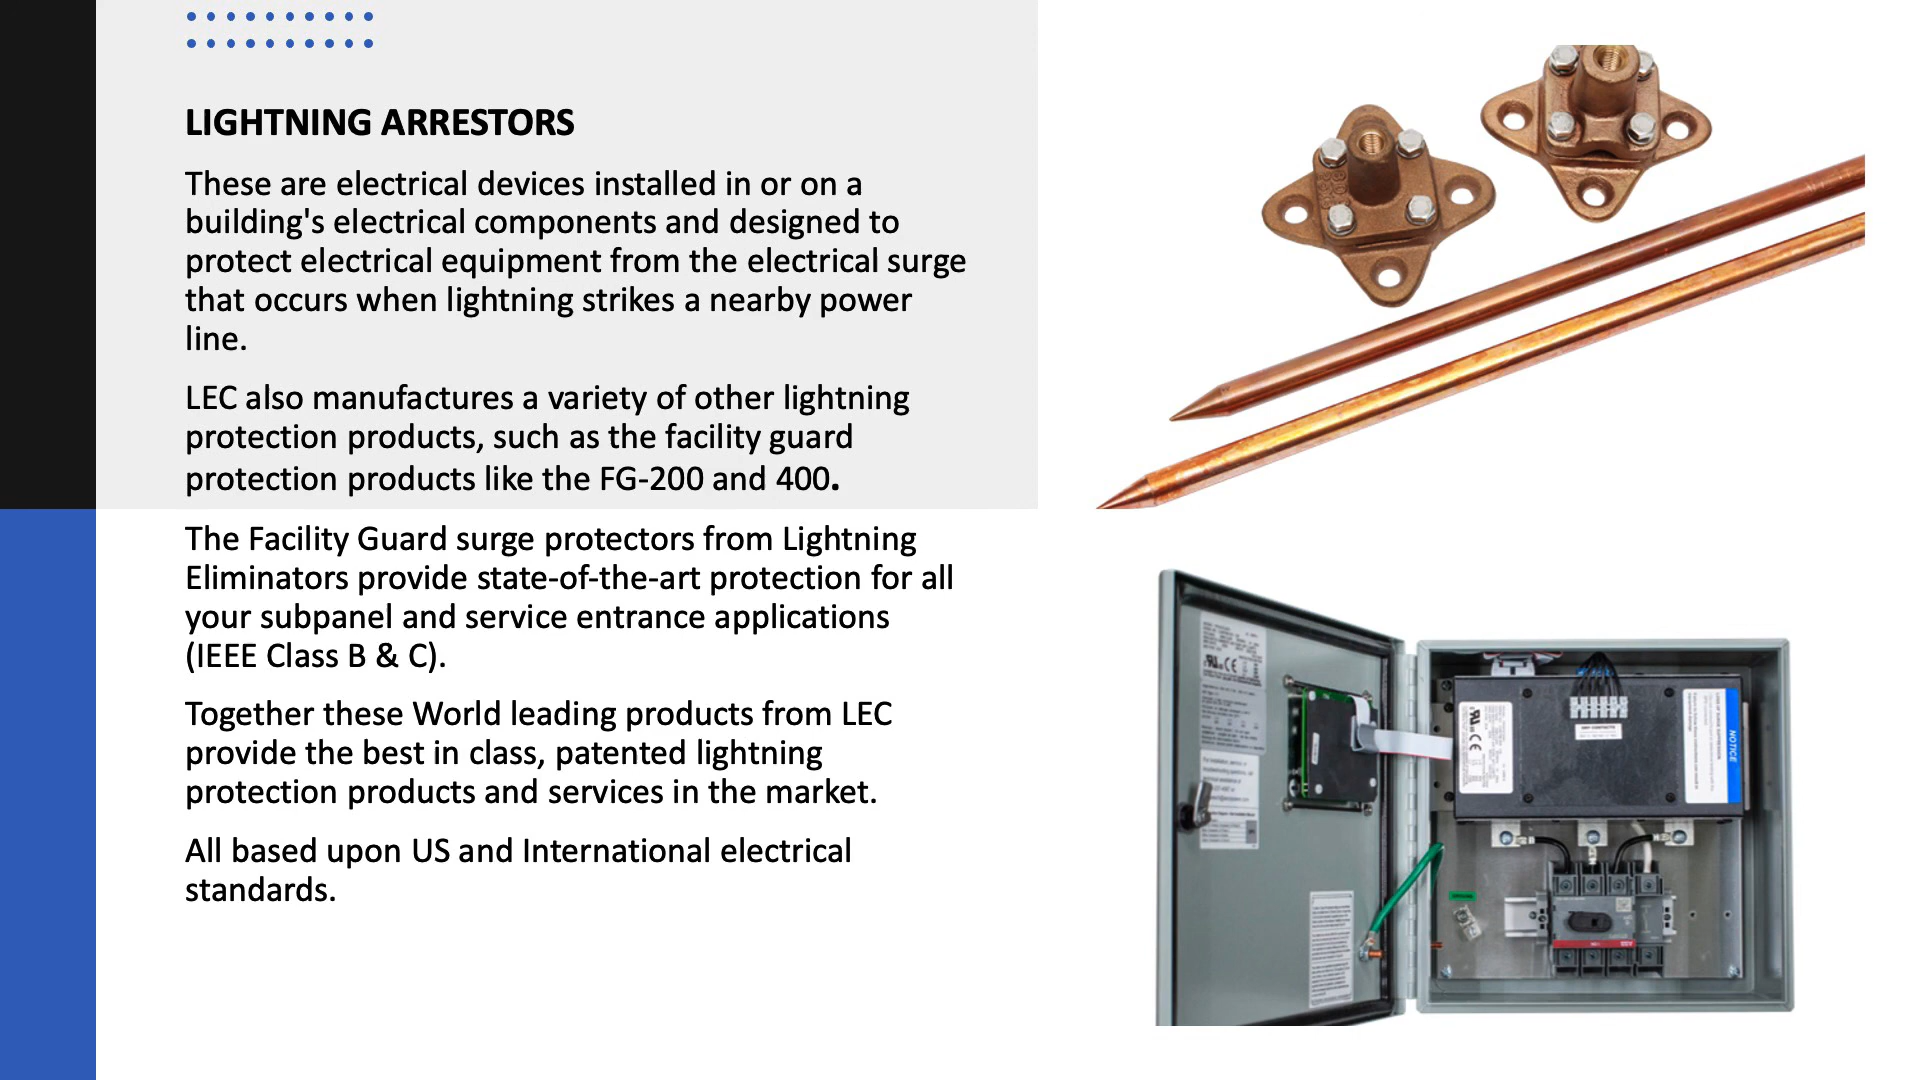 LIGHTNING ARRESTORS
These are electrical devices installed in or on a
building's electrical components and designed to
protect electrical equipment from the electrical surge
that occurs when lightning strikes a nearby power
line.
LEC also manufactures a variety of other lightning
protection products, such as the facility guard
protection products like the FG-200 and 400.
The Facility Guard surge protectors from Lightning
Eliminators provide state-of-the-art protection for all
your subpanel and service entrance applications
(IEEE Class B & C).
Together these World leading products from LEC
provide the best in class, patented lightning
protection products and services in the market.
All based upon US and International electrical
standards.
NOTICE